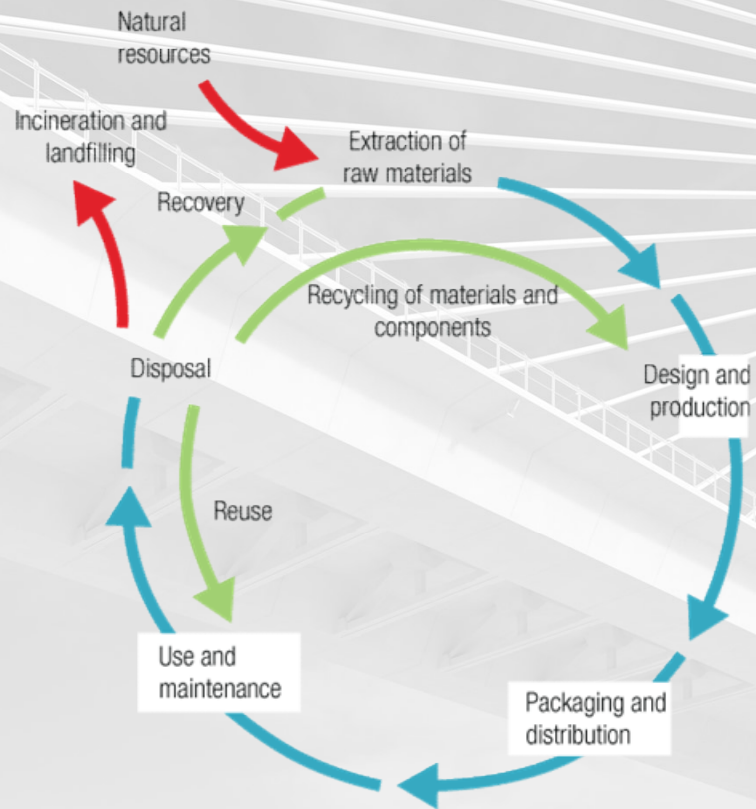 Natural
resources
Incineration and
landfilling
Extraction of
raw materials
Recovery
Recycling of materials and
components
Disposal
Design and
production
Reuse
Use and
maintenance
Packaging and
distribution